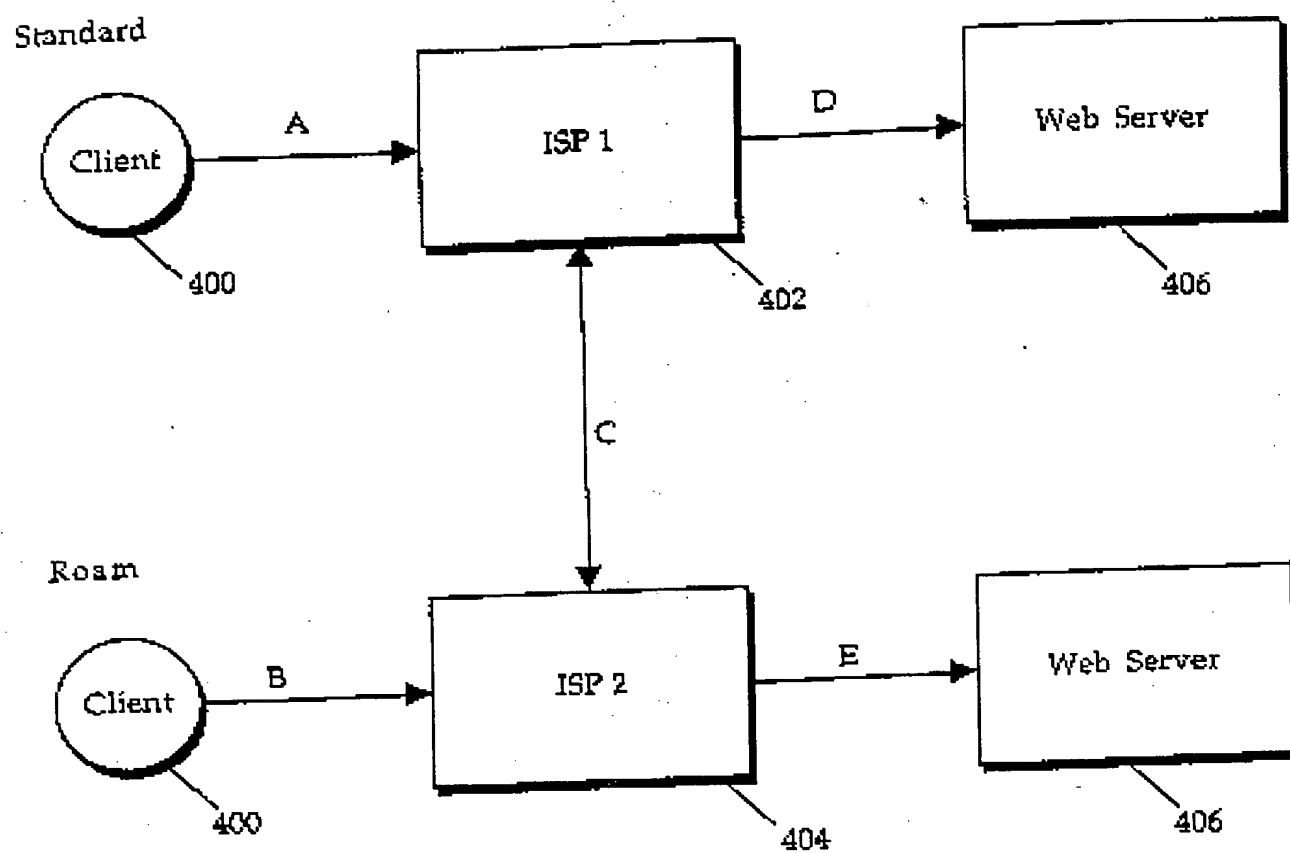 Standard
Client
A
ISP 1
D
Web Server
400
402
406
C
Roam
Client
B
ISP 2
E
Web Server
400
404
406